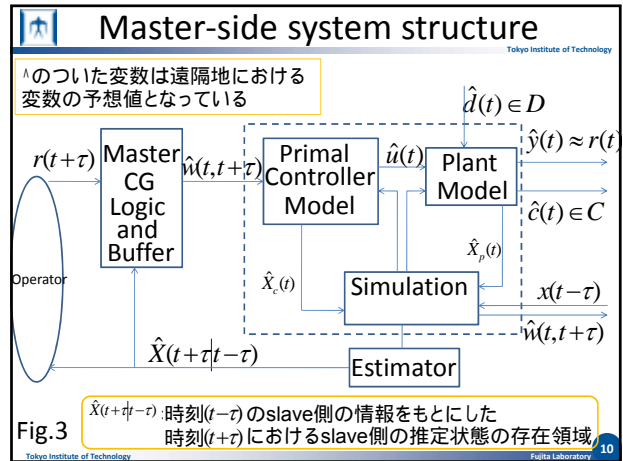 Master-side system structure
Tokyo Institute of Technology
^のついた変数は遠隔地における
変数の予想値となっている
d̂(t)∈D
r(t+τ)
Master
CG
Logic
and
Buffer
ŵ(t,t+τ)
Primal
Controller
Model
û(t)
Plant
Model
ŷ(t)≈r(t)
ĉ(t)∈C
Operator
X̂_c(t)
X̂_p(t)
Simulation
x(t−τ)
ŵ(t,t+τ)
X̂(t+τ|t−τ)
Estimator
Fig.3
X̂(t+τ|t−τ):時刻(t−τ)のslave側の情報をもとにした
時刻(t+τ)におけるslave側の推定状態の存在領域
Tokyo Institute of Technology
Fujita Laboratory
10